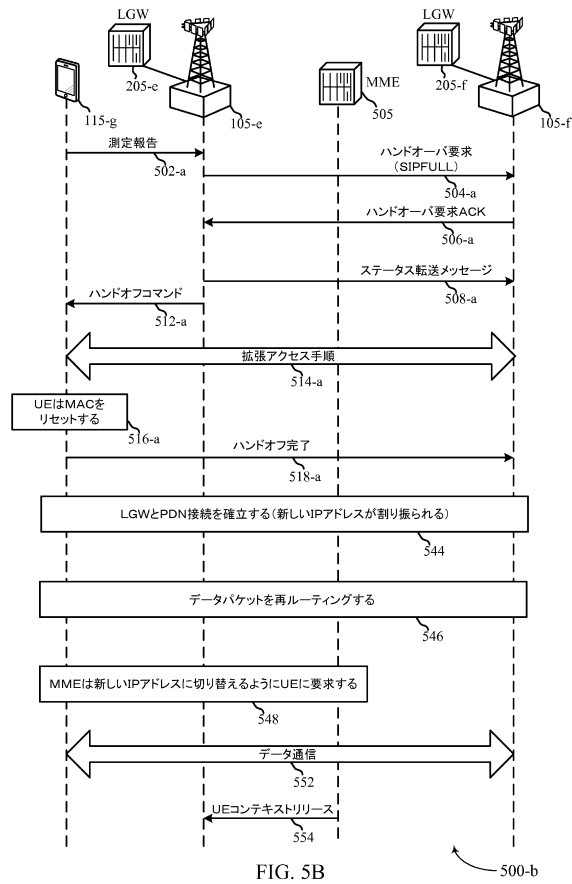 LGW
205-e
115-g
105-e
MME
505
LGW
205-f
105-f
測定報告
502-a
ハンドオーバ要求
(SIPFULL)
504-a
ハンドオーバ要求ACK
506-a
ステータス転送メッセージ
508-a
ハンドオフコマンド
512-a
拡張アクセス手順
514-a
UEはMACを
リセットする
516-a
ハンドオフ完了
518-a
LGWとPDN接続を確立する(新しいIPアドレスが割り振られる)
544
データパケットを再ルーティングする
546
MMEは新しいIPアドレスに切り替えるようにUEに要求する
548
データ通信
552
UEコンテキストリリース
554
FIG. 5B
500-b